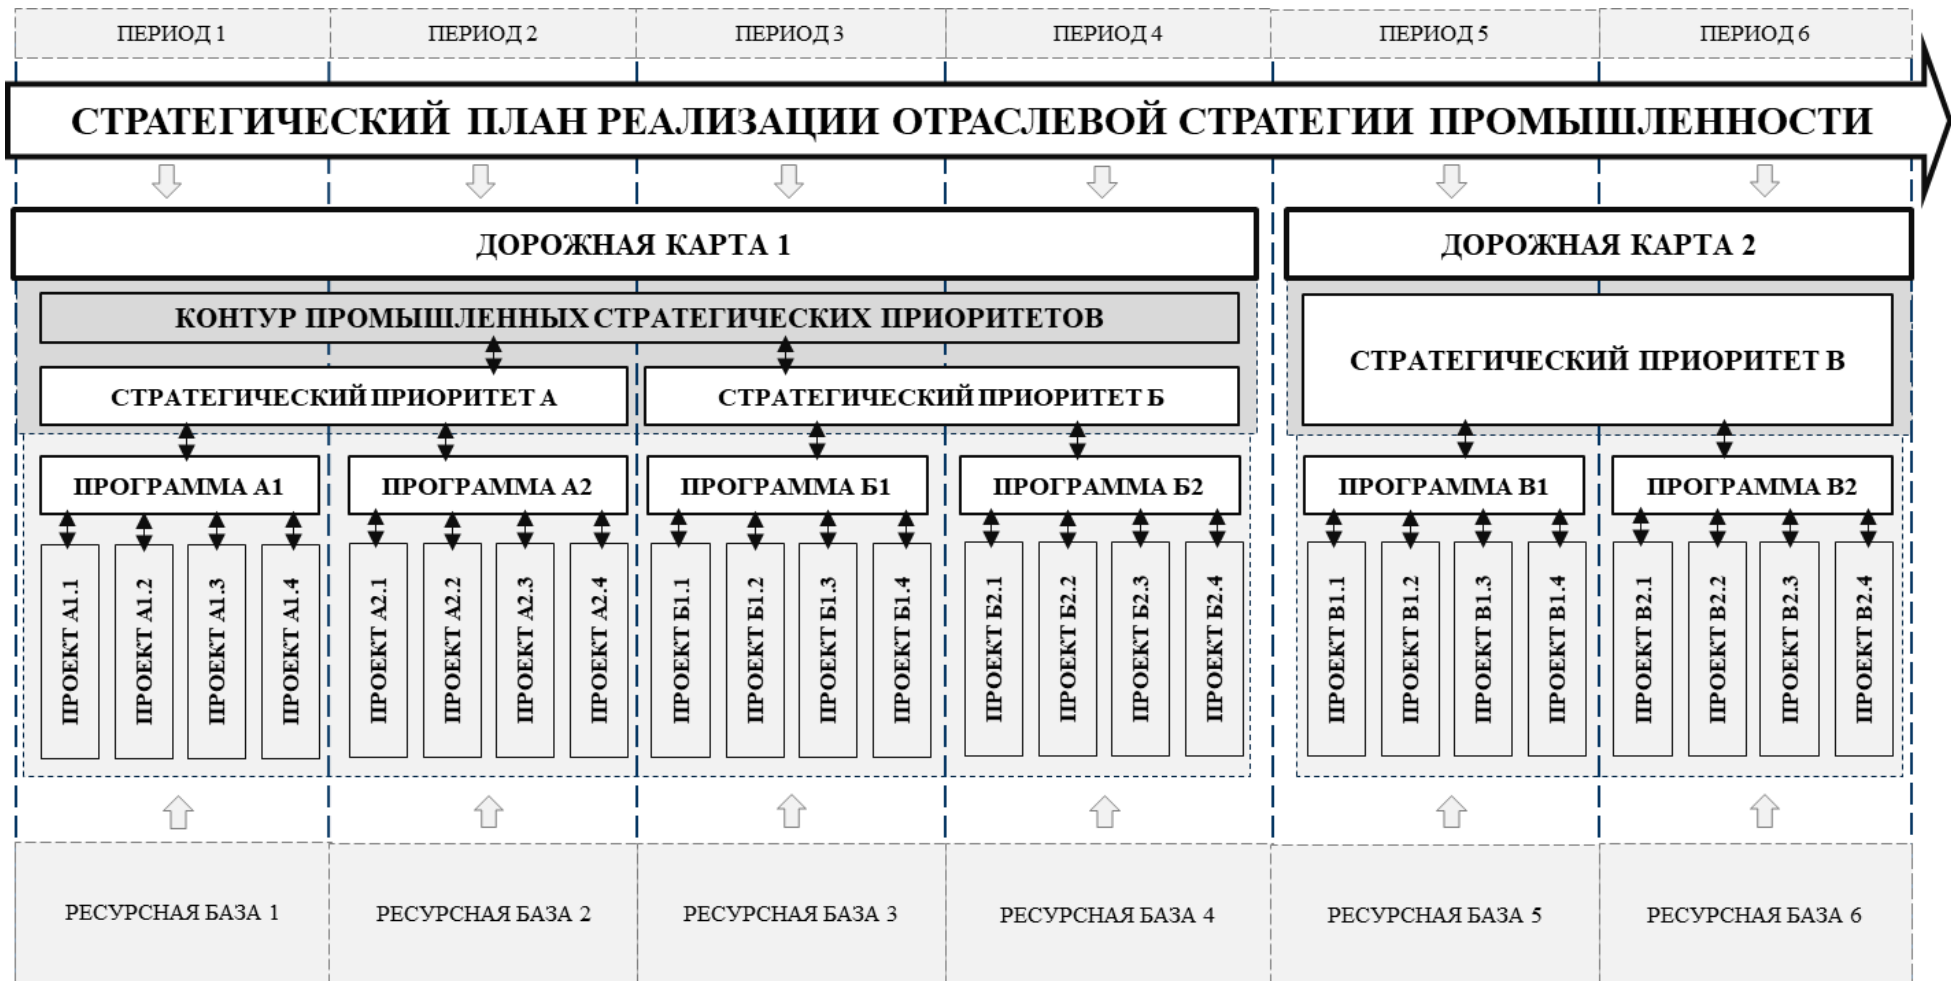 ПЕРИОД 1
ПЕРИОД 2
ПЕРИОД 3
ПЕРИОД 4
ПЕРИОД 5
ПЕРИОД 6
СТРАТЕГИЧЕСКИЙ ПЛАН РЕАЛИЗАЦИИ ОТРАСЛЕВОЙ СТРАТЕГИИ ПРОМЫШЛЕННОСТИ
ДОРОЖНАЯ КАРТА 1
ДОРОЖНАЯ КАРТА 2
КОНТУР ПРОМЫШЛЕННЫХ СТРАТЕГИЧЕСКИХ ПРИОРИТЕТОВ
СТРАТЕГИЧЕСКИЙ ПРИОРИТЕТ В
СТРАТЕГИЧЕСКИЙ ПРИОРИТЕТ А
СТРАТЕГИЧЕСКИЙ ПРИОРИТЕТ Б
ПРОГРАММА А1
ПРОГРАММА А2
ПРОГРАММА Б1
ПРОГРАММА Б2
ПРОГРАММА В1
ПРОГРАММА В2
ПРОЕКТ А1.1
ПРОЕКТ А1.2
ПРОЕКТ А1.3
ПРОЕКТ А1.4
ПРОЕКТ А2.1
ПРОЕКТ А2.2
ПРОЕКТ А2.3
ПРОЕКТ А2.4
ПРОЕКТ Б1.1
ПРОЕКТ Б1.2
ПРОЕКТ Б1.3
ПРОЕКТ Б1.4
ПРОЕКТ Б2.1
ПРОЕКТ Б2.2
ПРОЕКТ Б2.3
ПРОЕКТ Б2.4
ПРОЕКТ В1.1
ПРОЕКТ В1.2
ПРОЕКТ В1.3
ПРОЕКТ В1.4
ПРОЕКТ В2.1
ПРОЕКТ В2.2
ПРОЕКТ В2.3
ПРОЕКТ В2.4
РЕСУРСНАЯ БАЗА 1
РЕСУРСНАЯ БАЗА 2
РЕСУРСНАЯ БАЗА 3
РЕСУРСНАЯ БАЗА 4
РЕСУРСНАЯ БАЗА 5
РЕСУРСНАЯ БАЗА 6